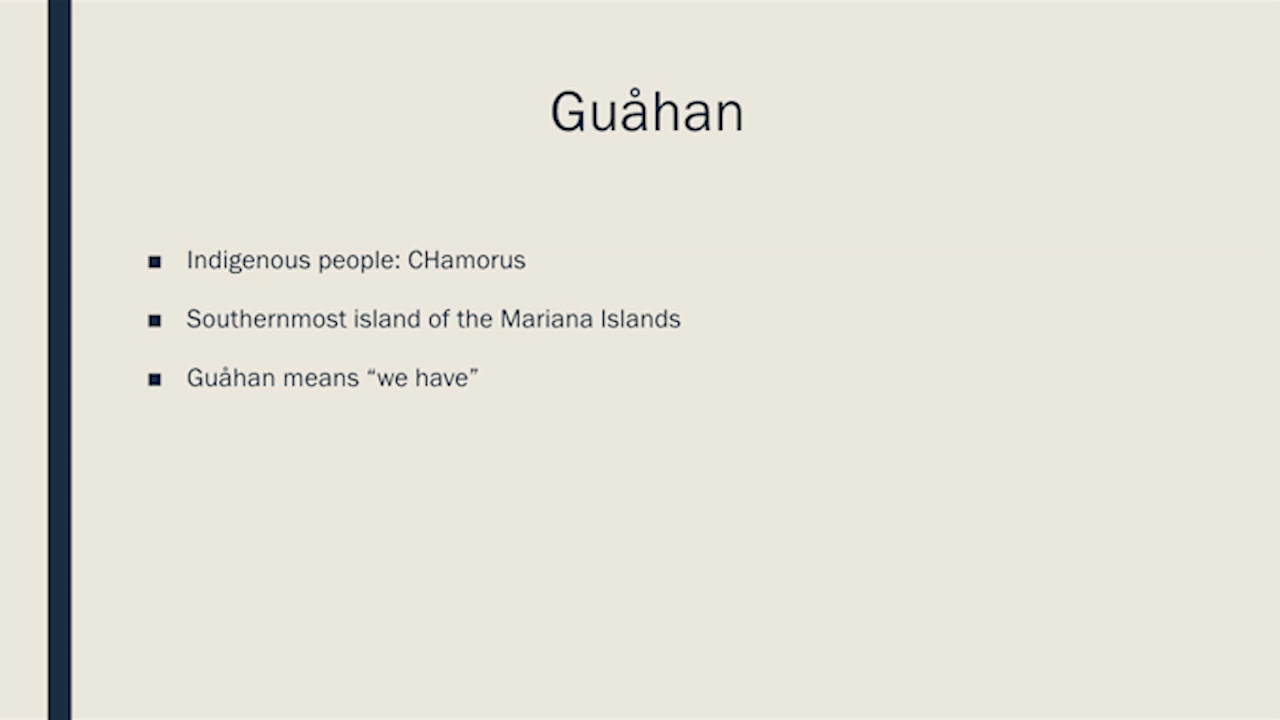 Guåhan
■ Indigenous people: CHamorus
■ Southernmost island of the Mariana Islands
■ Guåhan means “we have”